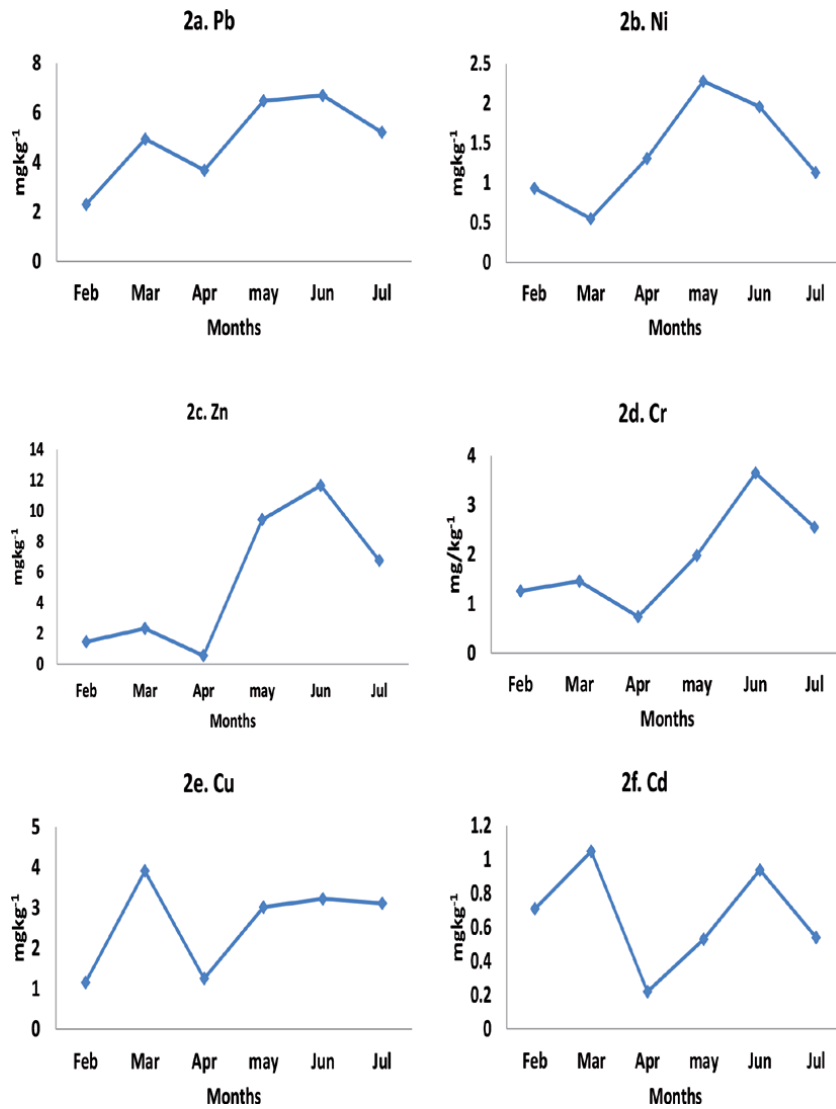 2a. Pb
8
6
4
2
0
mgkg⁻¹
Feb Mar Apr may Jun Jul
Months
2b. Ni
2.5
2
1.5
1
0.5
0
mgkg⁻¹
Feb Mar Apr may Jun Jul
Months
2c. Zn
14
12
10
8
6
4
2
0
mgkg⁻¹
Feb Mar Apr may Jun Jul
Months
2d. Cr
4
3
2
1
0
mg/kg⁻¹
Feb Mar Apr may Jun Jul
Months
2e. Cu
5
4
3
2
1
0
mgkg⁻¹
Feb Mar Apr may Jun Jul
Months
2f. Cd
1.2
1
0.8
0.6
0.4
0.2
0
mgkg⁻¹
Feb Mar Apr may Jun Jul
Months